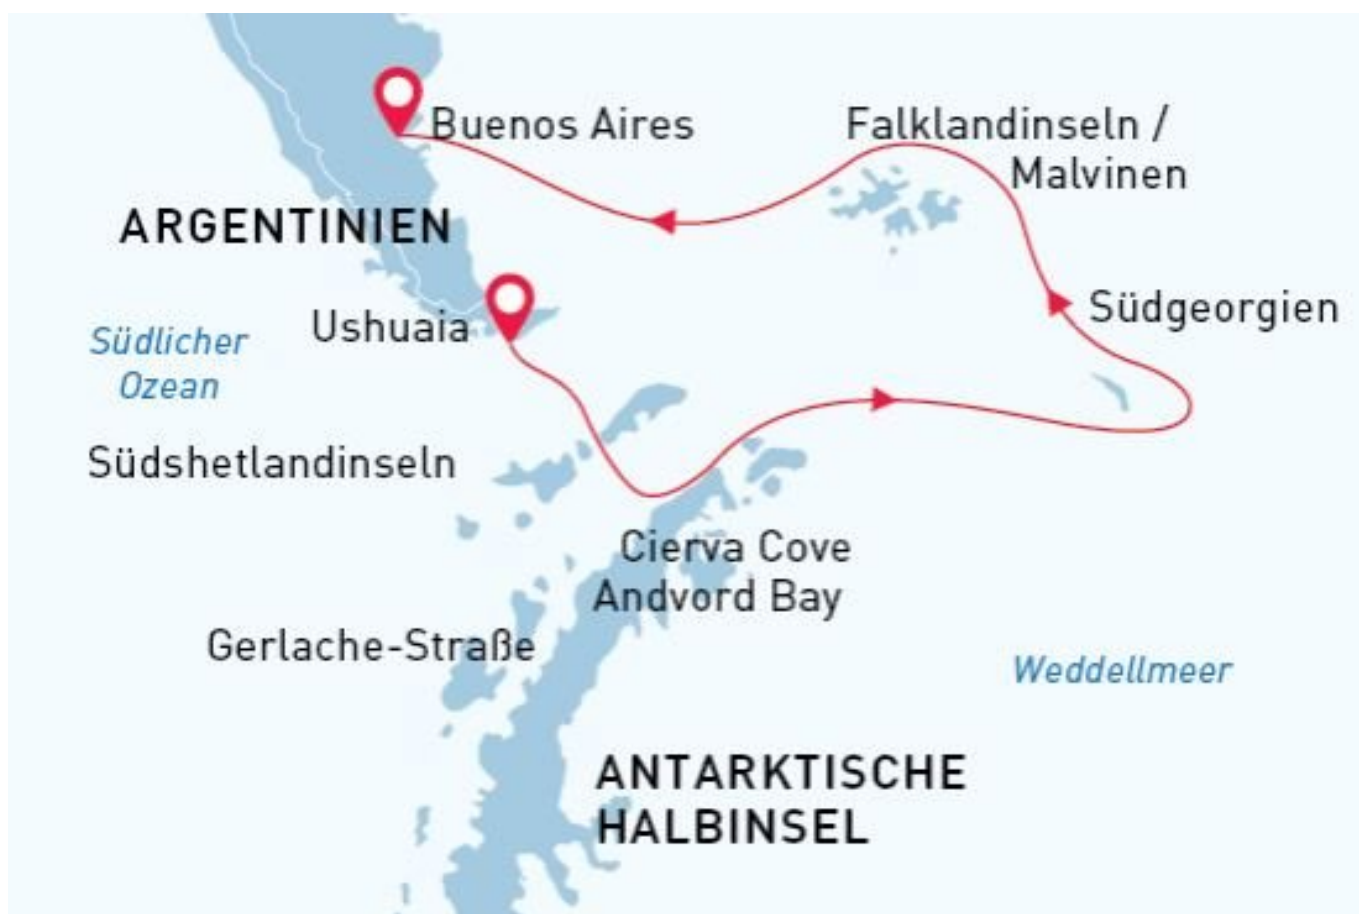 Buenos Aires
Falklandinseln /
Malvinen
ARGENTINIEN
Südgeorgien
Ushuaia
Südlicher
Ozean
Südshetlandinseln
Cierva Cove
Andvord Bay
Gerlache-Straße
Weddellmeer
ANTARKTISCHE
HALBINSEL